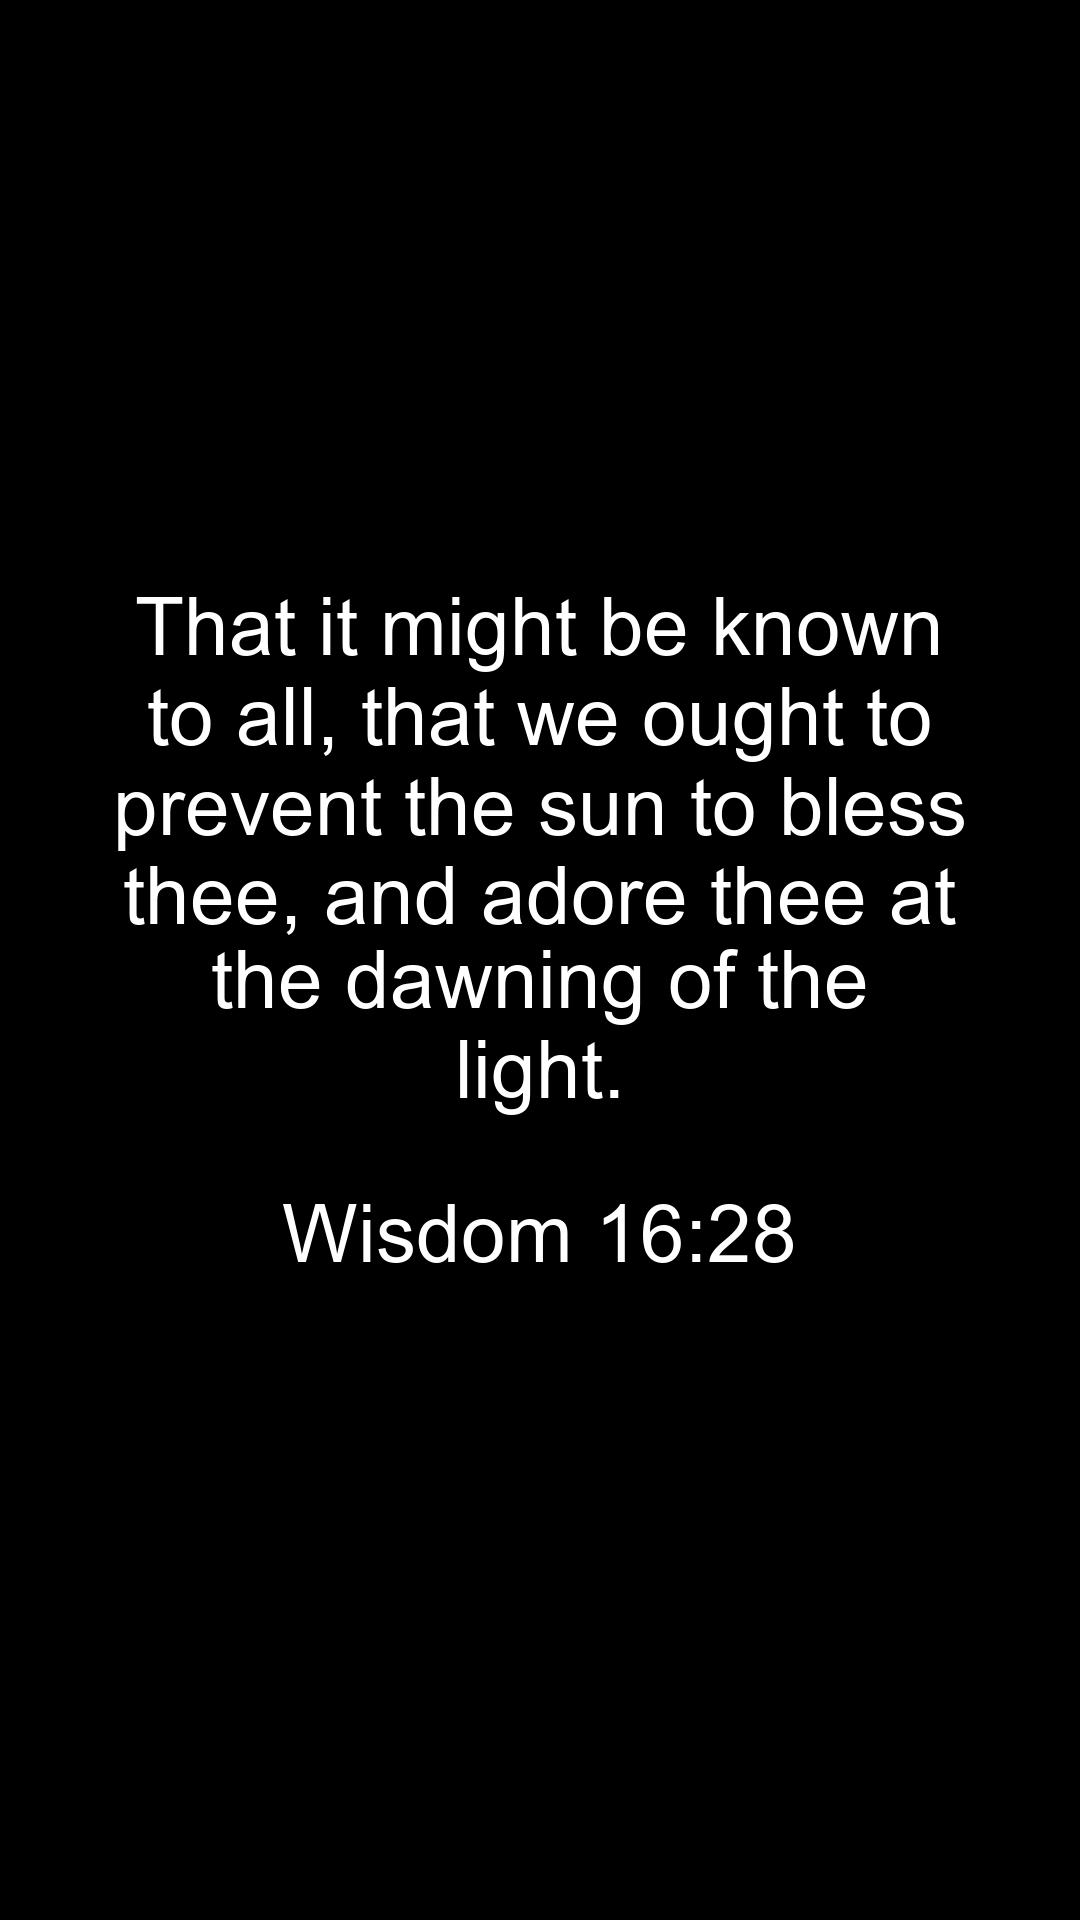 That it might be known
to all, that we ought to
prevent the sun to bless
thee, and adore thee at
the dawning of the
light.
Wisdom 16:28